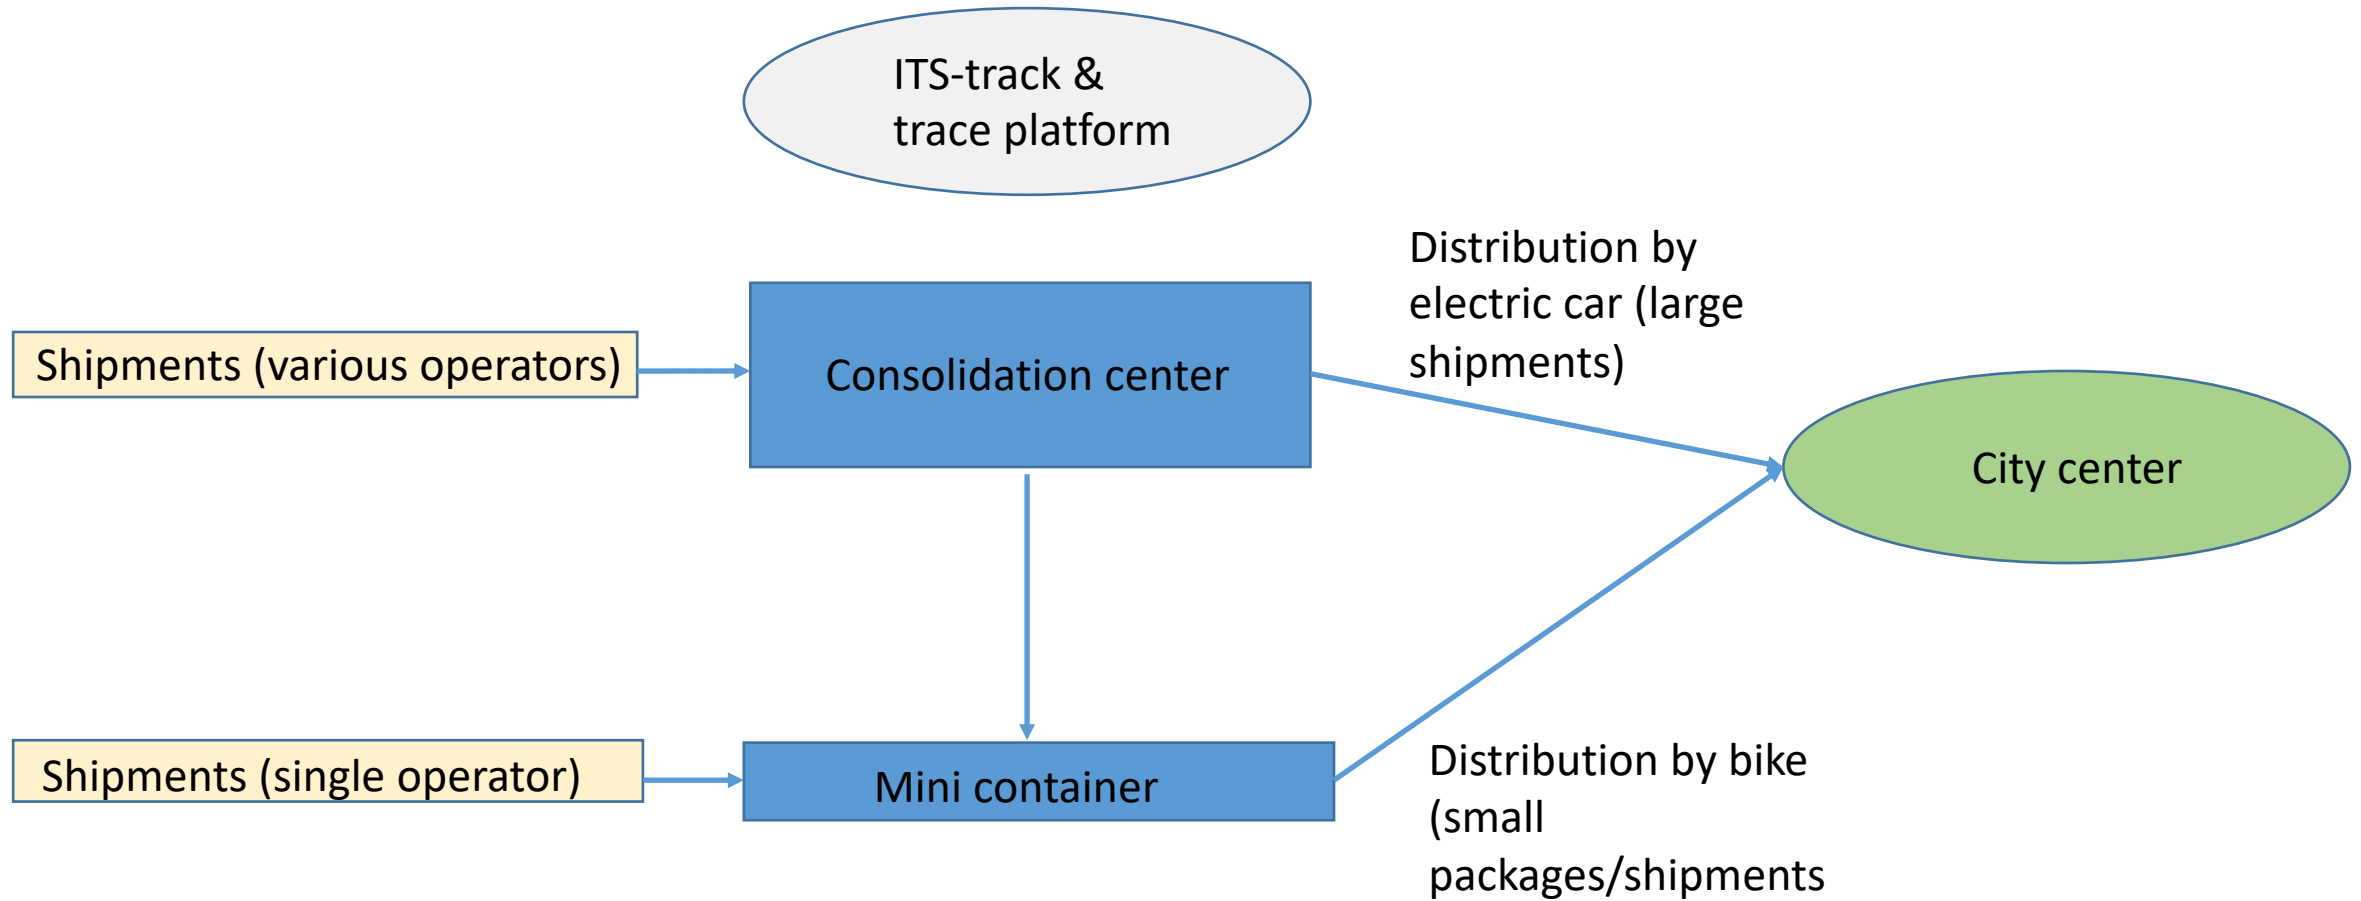 ITS-track &
trace platform
Distribution by
electric car (large
shipments)
Shipments (various operators)
Consolidation center
City center
Shipments (single operator)
Mini container
Distribution by bike
(small
packages/shipments